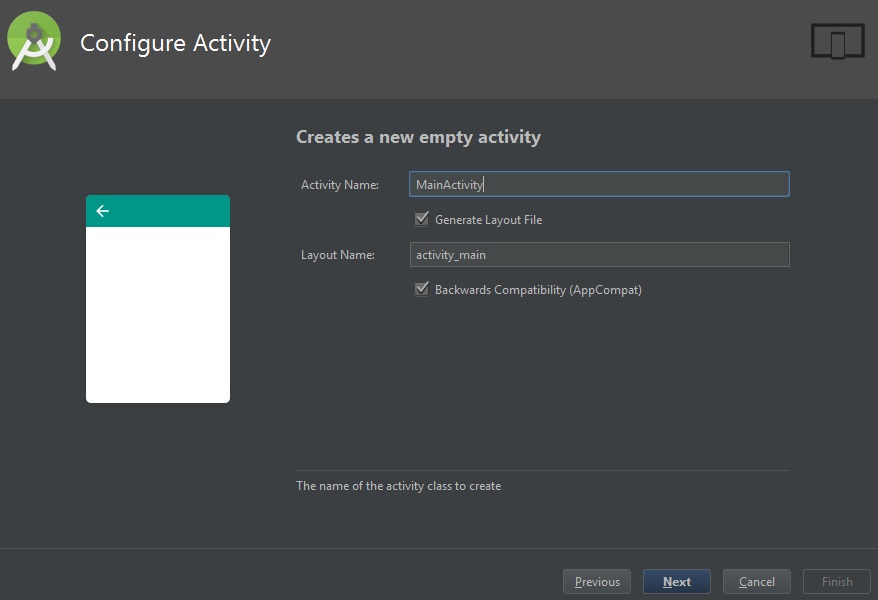 Configure Activity
Creates a new empty activity
Activity Name: MainActivity
Generate Layout File
Layout Name: activity_main
Backwards Compatibility (AppCompat)
The name of the activity class to create
Previous Next Cancel Finish